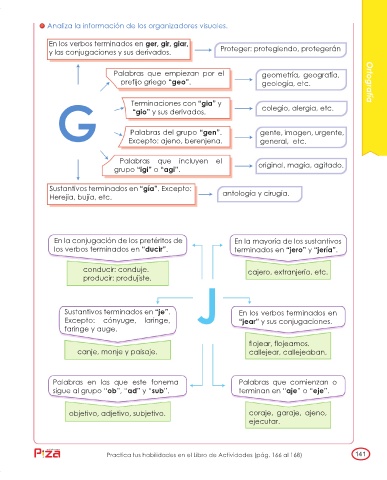 Analiza la información de los organizadores visuales.
Ortografía
En los verbos terminados en ger, gir, giar,
y las conjugaciones y sus derivados.
Proteger: protegiendo, protegerán
Palabras que empiezan por el
prefijo griego “geo”.
geometría, geografía,
geología, etc.
Terminaciones con “gia” y
“gio” y sus derivados.
colegio, alergia, etc.
G
Palabras del grupo “gen”.
Excepto: ajeno, berenjena.
gente, imagen, urgente,
general, etc.
Palabras que incluyen el
grupo “igi” o “agi”.
original, magia, agitado.
Sustantivos terminados en “gía”. Excepto:
Herejía, bujía, etc.
antología y cirugía.
En la conjugación de los pretéritos de
los verbos terminados en “ducir”.
conducir: conduje.
producir: produjiste.
En la mayoría de los sustantivos
terminados en “jero” y “jería”.
cajero, extranjería, etc.
J
Sustantivos terminados en “je”.
Excepto: cónyuge, laringe,
faringe y auge.
canje, monje y paisaje.
En los verbos terminados en
“jear” y sus conjugaciones.
flojear, flojeamos.
callejear, callejeaban.
Palabras en las que este fonema
sigue al grupo “ob”, “ad” y “sub”.
objetivo, adjetivo, subjetivo.
Palabras que comienzan o
terminan en “aje” o “eje”.
coraje, garaje, ajeno,
ejecutar.
Pizã
Practica tus habilidades en el Libro de Actividades (pág. 166 al 168)
141